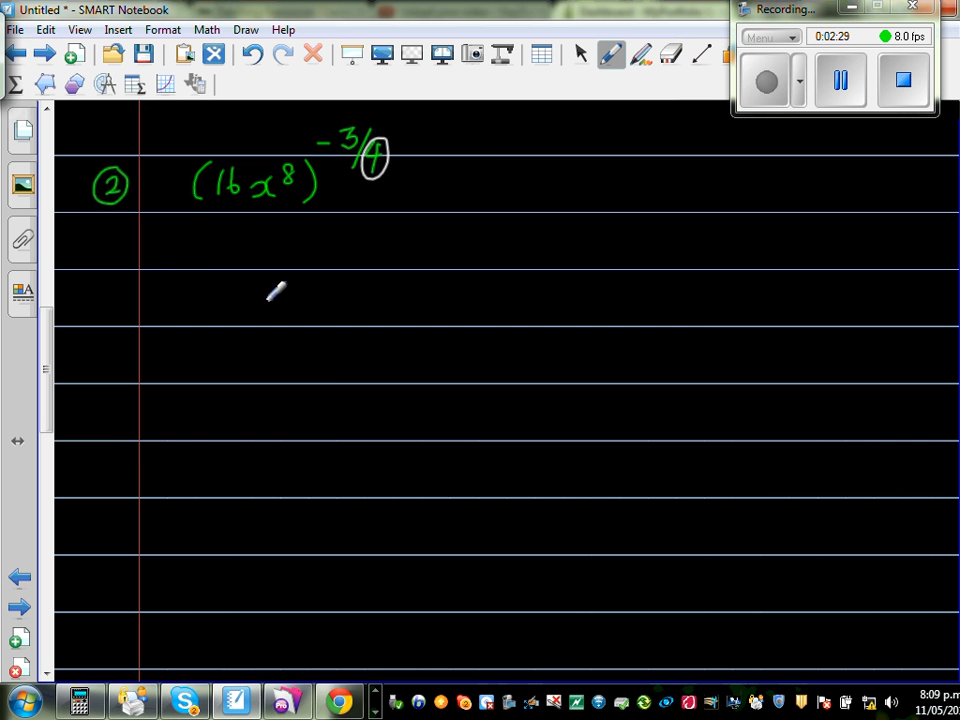 Untitled * - SMART Notebook
Recording...
File Edit View Insert Format Math Draw Help
Menu 0:02:29 8.0 fps
② (16x⁸)^-3/4
8:09 p.m
11/05/20